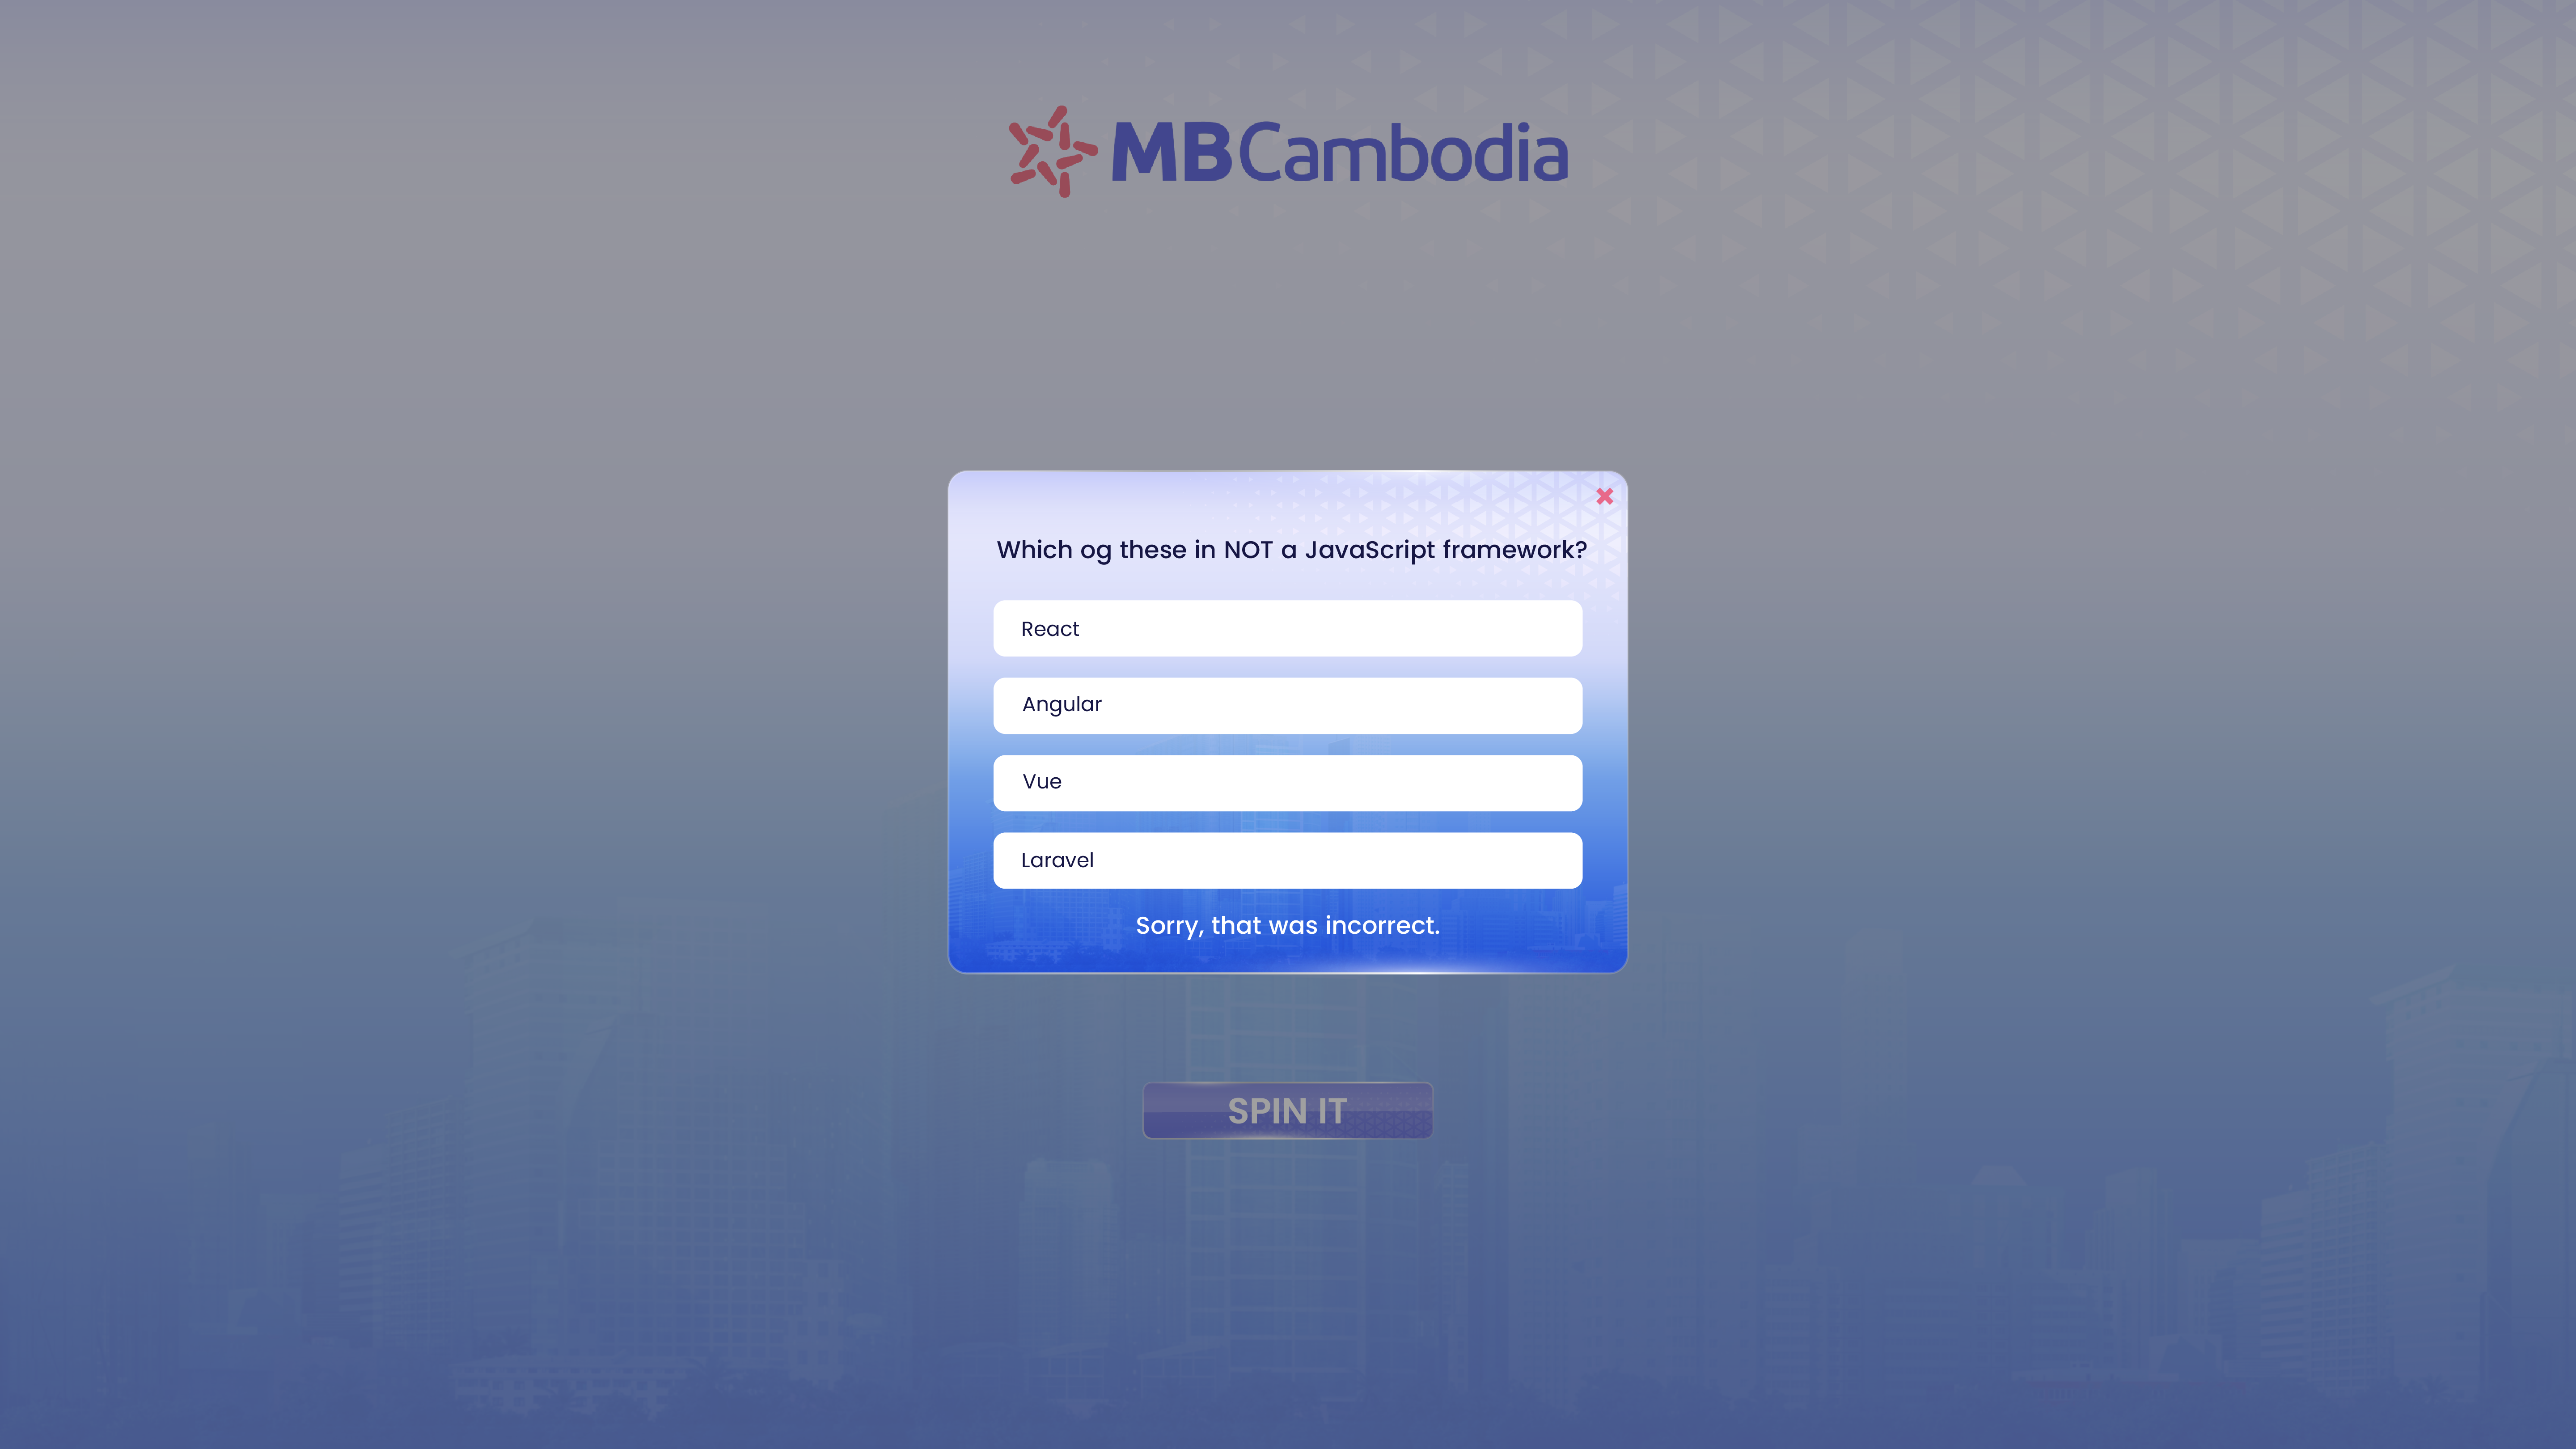 MBCambodia
Which og these in NOT a JavaScript framework?
React
Angular
Vue
Laravel
Sorry, that was incorrect.
SPIN IT